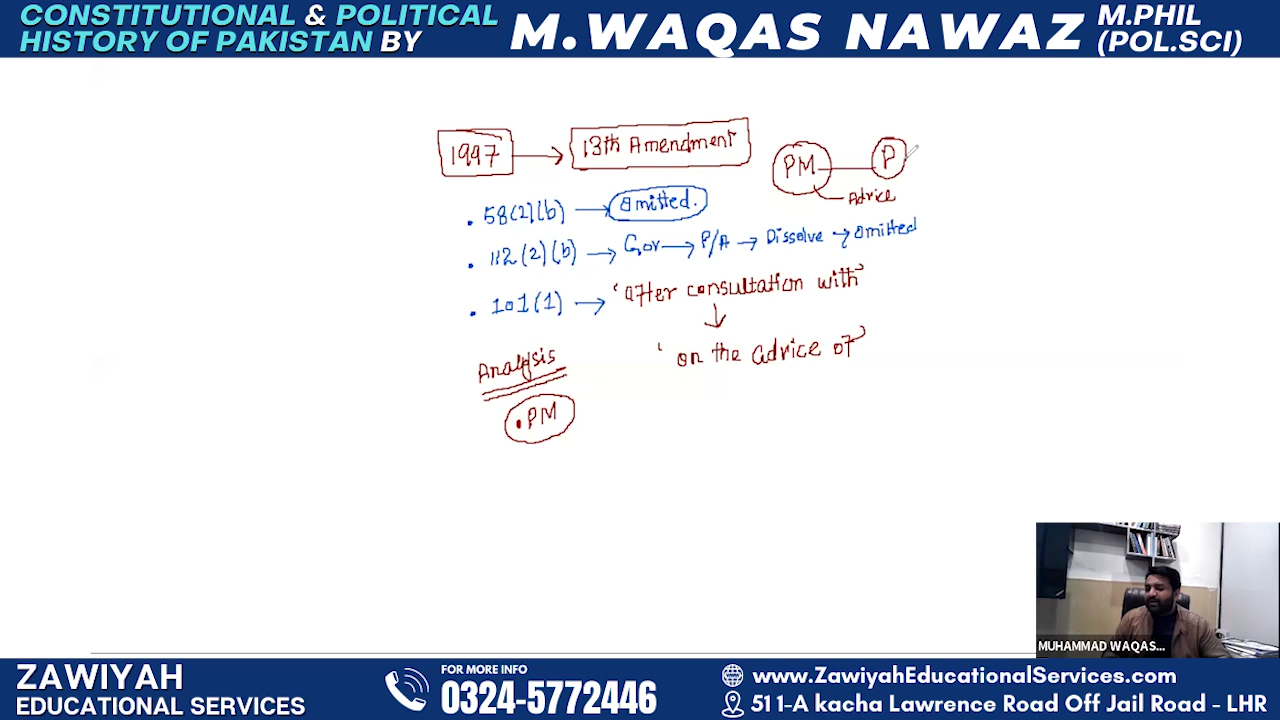 CONSTITUTIONAL & POLITICAL
HISTORY OF PAKISTAN BY
M.WAQAS NAWAZ
M.PHIL
(POL.SCI)
1997 → 13th Amendment
PM — P
Advice
• 58(2)(b) → Omitted.
• 112(2)(b) → Gov → P/A → Dissolve → omitted
• 101(1) → 'after consultation with'
↓
' on the advice of '
Analysis
• PM
MUHAMMAD WAQAS...
ZAWIYAH
EDUCATIONAL SERVICES
FOR MORE INFO
0324-5772446
www.ZawiyahEducationalServices.com
511-A kacha Lawrence Road Off Jail Road - LHR